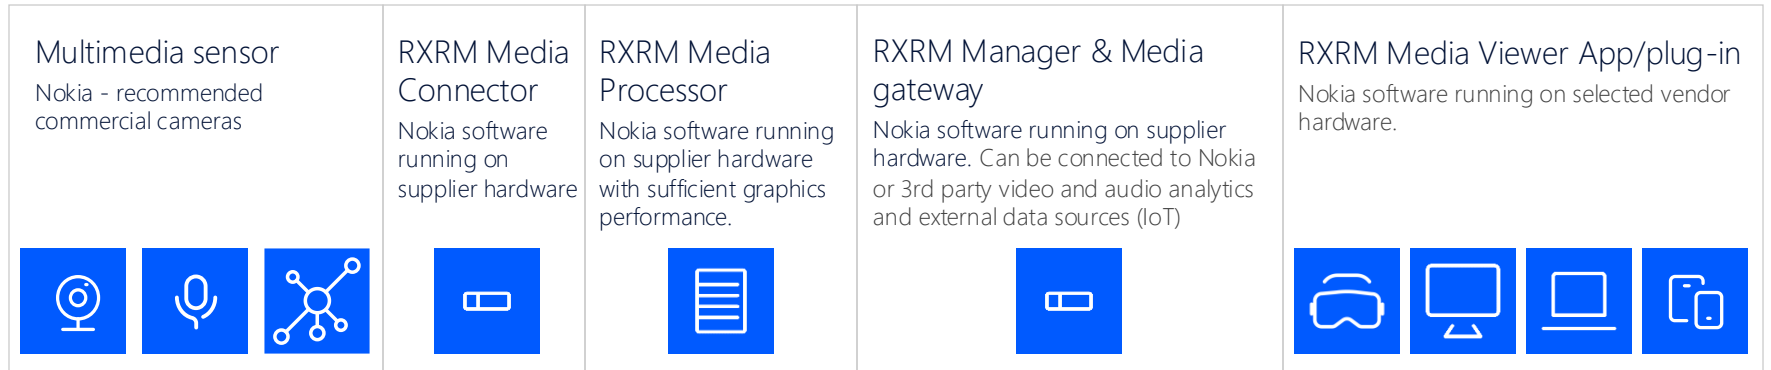 Multimedia sensor
Nokia - recommended
commercial cameras
RXRM Media
Connector
Nokia software
running on
supplier hardware
RXRM Media
Processor
Nokia software running
on supplier hardware
with sufficient graphics
performance.
RXRM Manager & Media
gateway
Nokia software running on supplier
hardware. Can be connected to Nokia
or 3rd party video and audio analytics
and external data sources (IoT)
RXRM Media Viewer App/plug-in
Nokia software running on selected vendor
hardware.